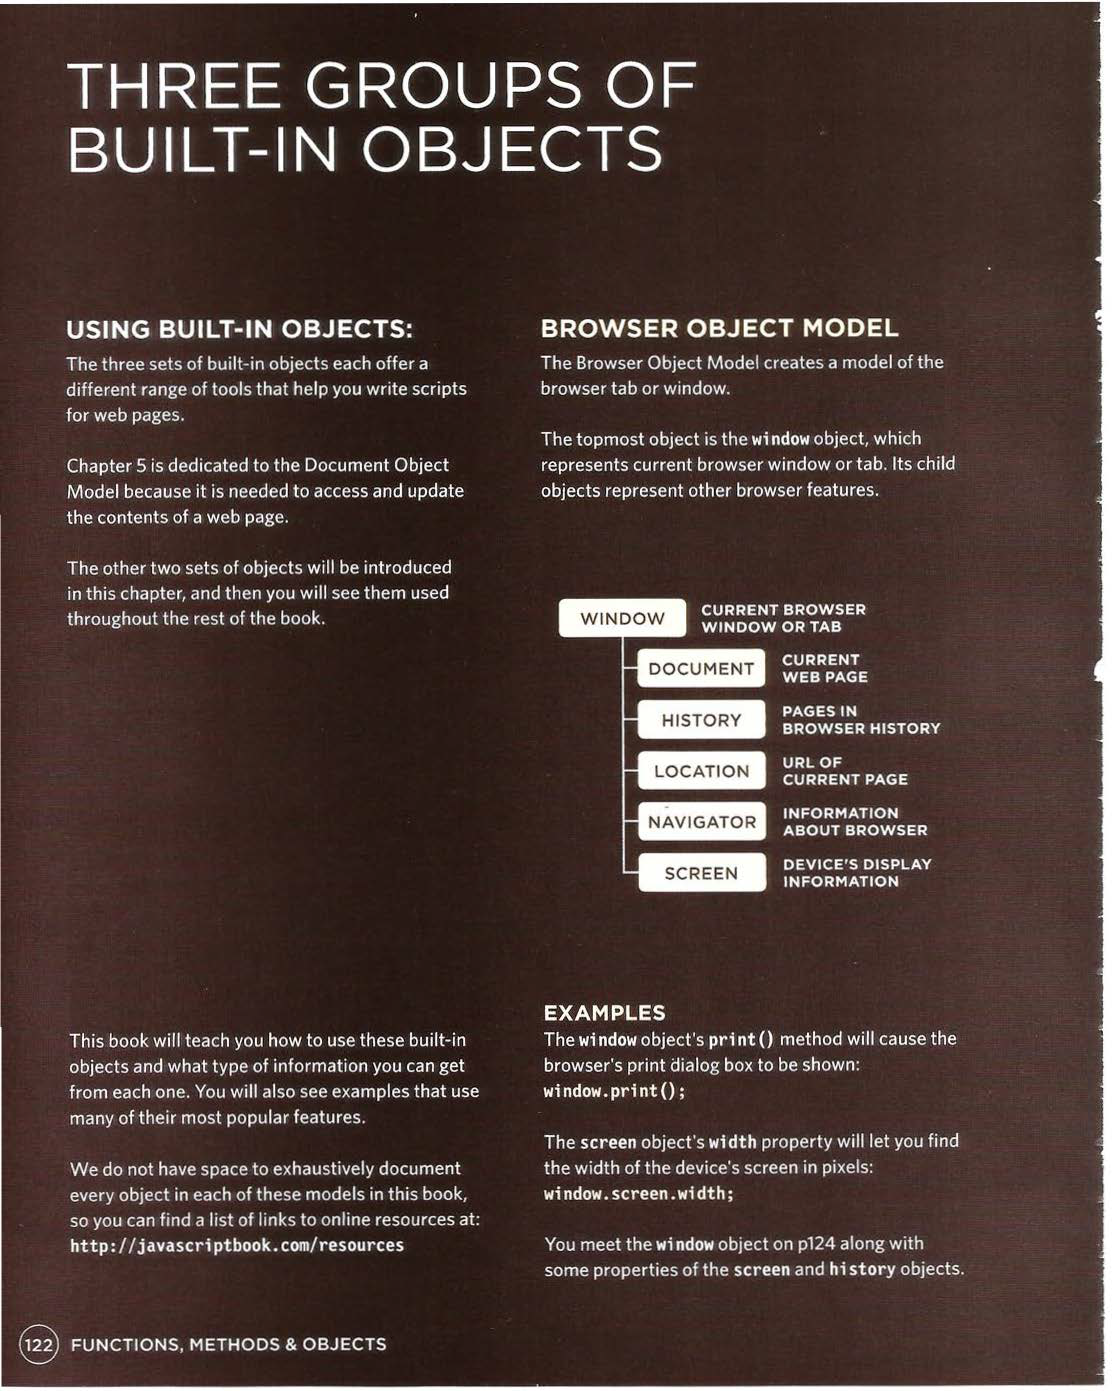 THREE GROUPS OF
BUILT-IN OBJECTS
USING BUILT-IN OBJECTS:
The three sets of built-in objects each offer a
different range of tools that help you write scripts
for web pages.
Chapter 5 is dedicated to the Document Object
Model because it is needed to access and update
the contents of a web page.
The other two sets of objects will be introduced
in this chapter, and then you will see them used
throughout the rest of the book.
This book will teach you how to use these built-in
objects and what type of information you can get
from each one. You will also see examples that use
many of their most popular features.
We do not have space to exhaustively document
every object in each of these models in this book,
so you can find a list of links to online resources at:
http://javascriptbook.com/resources
BROWSER OBJECT MODEL
The Browser Object Model creates a model of the
browser tab or window.
The topmost object is the window object, which
represents current browser window or tab. Its child
objects represent other browser features.
WINDOW
CURRENT BROWSER
WINDOW OR TAB
DOCUMENT
CURRENT
WEB PAGE
HISTORY
PAGES IN
BROWSER HISTORY
LOCATION
URL OF
CURRENT PAGE
NAVIGATOR
INFORMATION
ABOUT BROWSER
SCREEN
DEVICE'S DISPLAY
INFORMATION
EXAMPLES
The window object's print() method will cause the
browser's print dialog box to be shown:
window.print();
The screen object's width property will let you find
the width of the device's screen in pixels:
window.screen.width;
You meet the window object on p124 along with
some properties of the screen and history objects.
122 FUNCTIONS, METHODS & OBJECTS